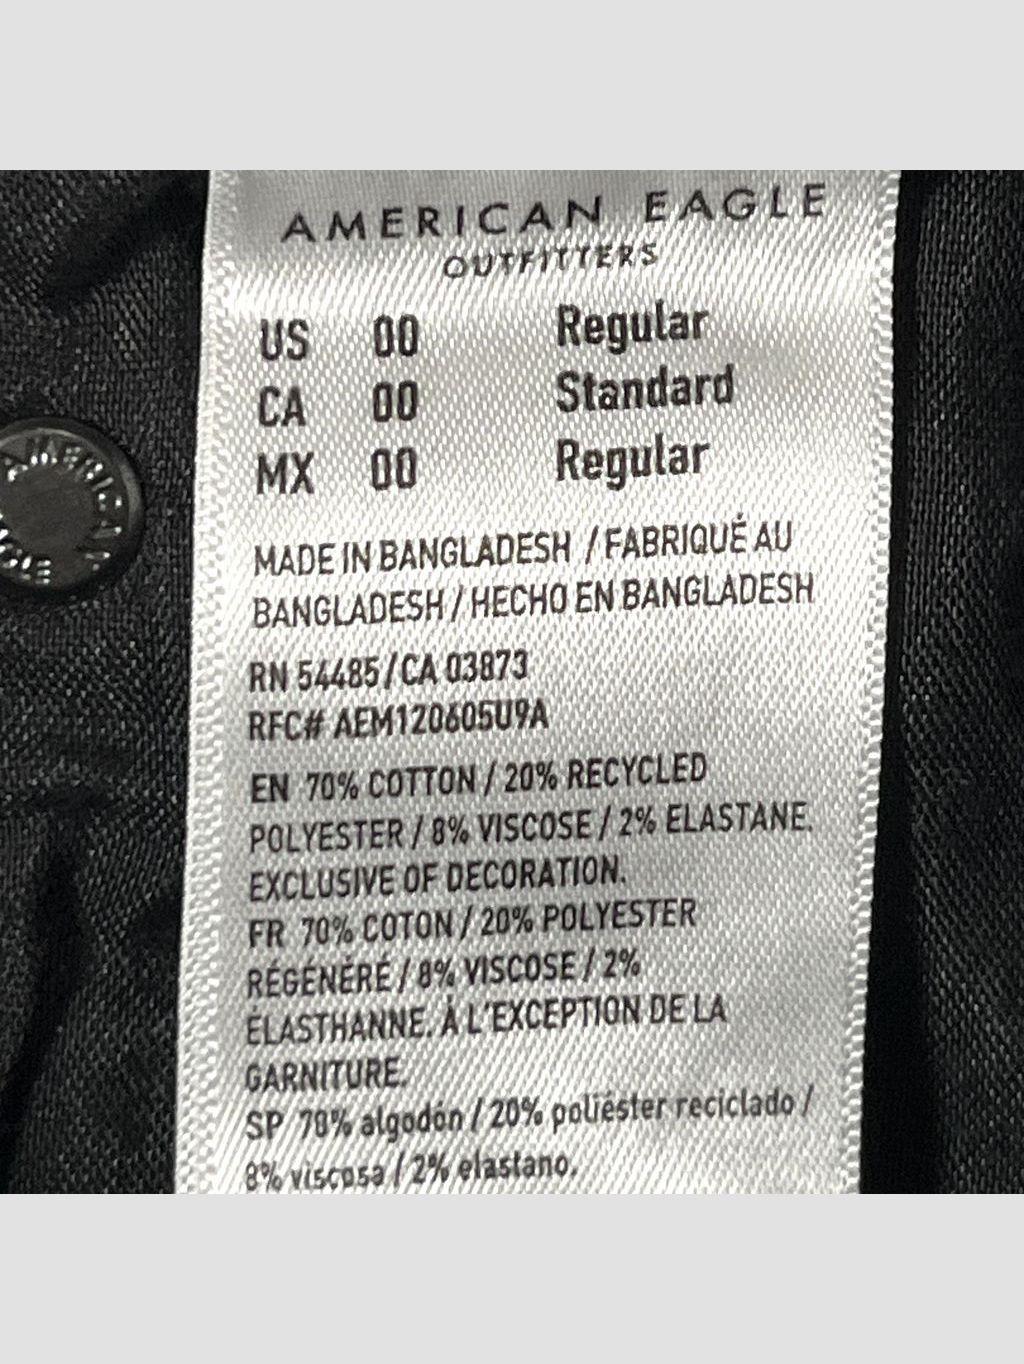 AMERICAN EAGLE
OUTFITTERS
US 00 Regular
CA 00 Standard
MX 00 Regular
MADE IN BANGLADESH / FABRIQUÉ AU
BANGLADESH / HECHO EN BANGLADESH
RN 54485 / CA 03873
RFC# AEM120605U9A
EN 70% COTTON / 20% RECYCLED
POLYESTER / 8% VISCOSE / 2% ELASTANE.
EXCLUSIVE OF DECORATION.
FR 70% COTON / 20% POLYESTER
RÉGÉNÉRÉ / 8% VISCOSE / 2%
ÉLASTHANNE. À L'EXCEPTION DE LA
GARNITURE.
SP 70% algodón / 20% poliéster reciclado /
8% viscosa / 2% elastano.
AMERICAN